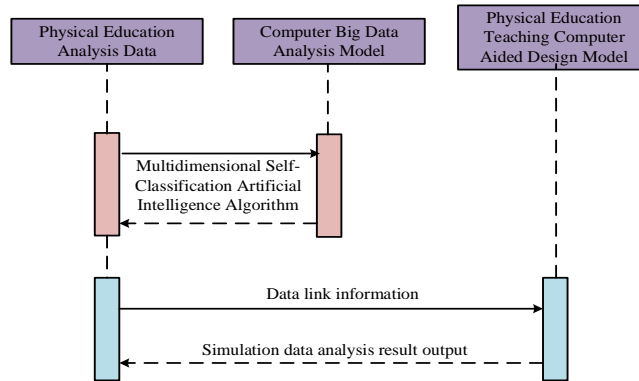 Physical Education
Analysis Data
Computer Big Data
Analysis Model
Physical Education
Teaching Computer
Aided Design Model
Multidimensional Self-
Classification Artificial
Intelligence Algorithm
Data link information
Simulation data analysis result output